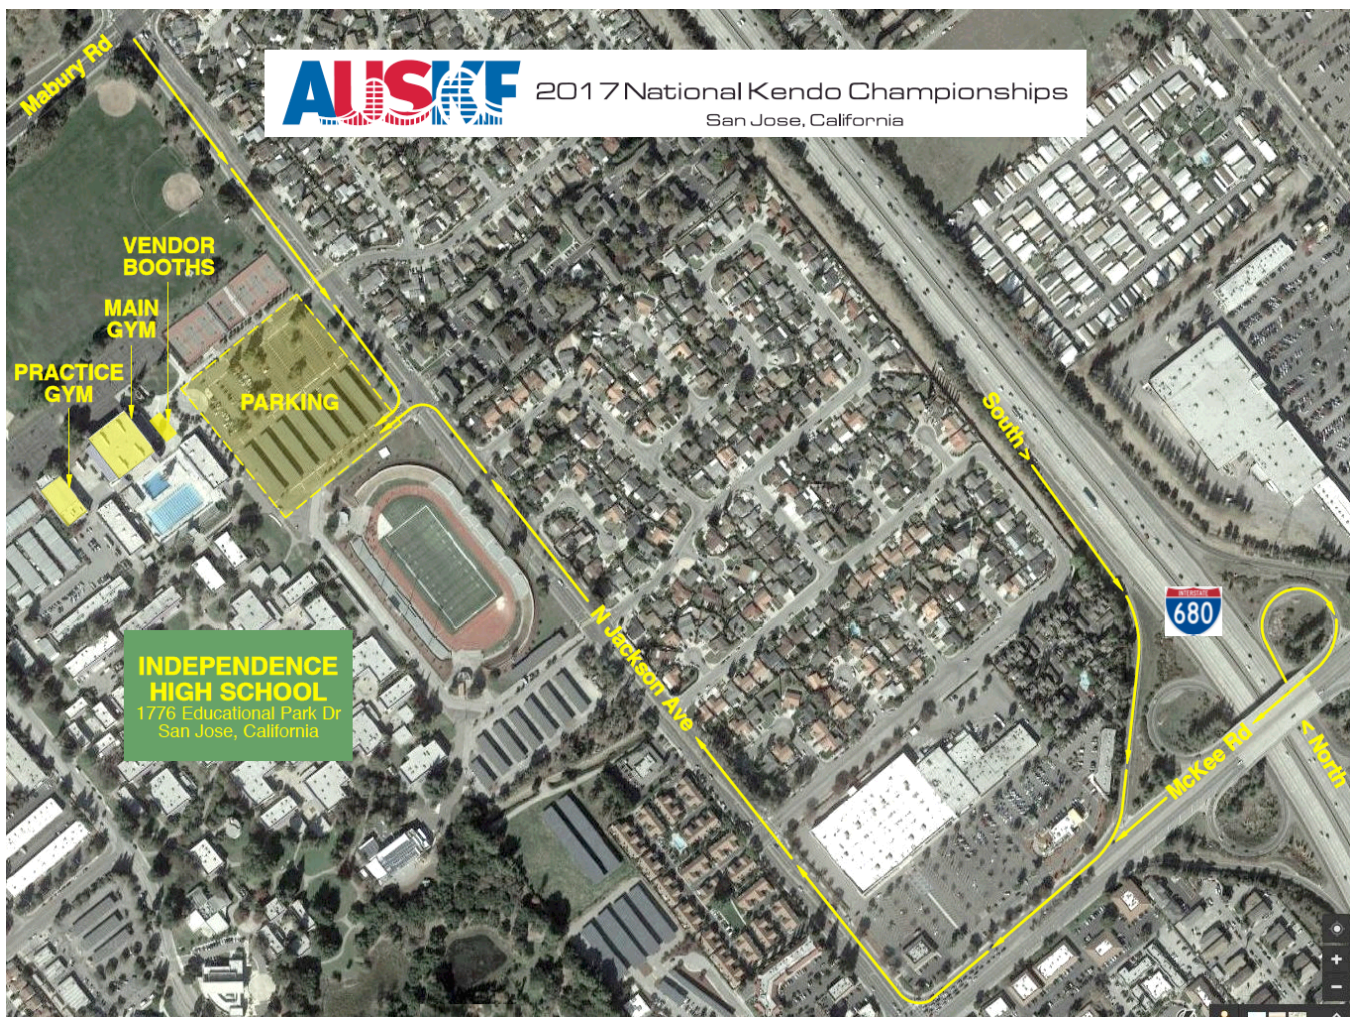 Mabury Rd
AUSKF
2017 National Kendo Championships
San Jose, California
VENDOR
BOOTHS
MAIN
GYM
PRACTICE
GYM
PARKING
South >
INTERSTATE
680
N Jackson Ave
McKee Rd
< North
INDEPENDENCE
HIGH SCHOOL
1776 Educational Park Dr
San Jose, California